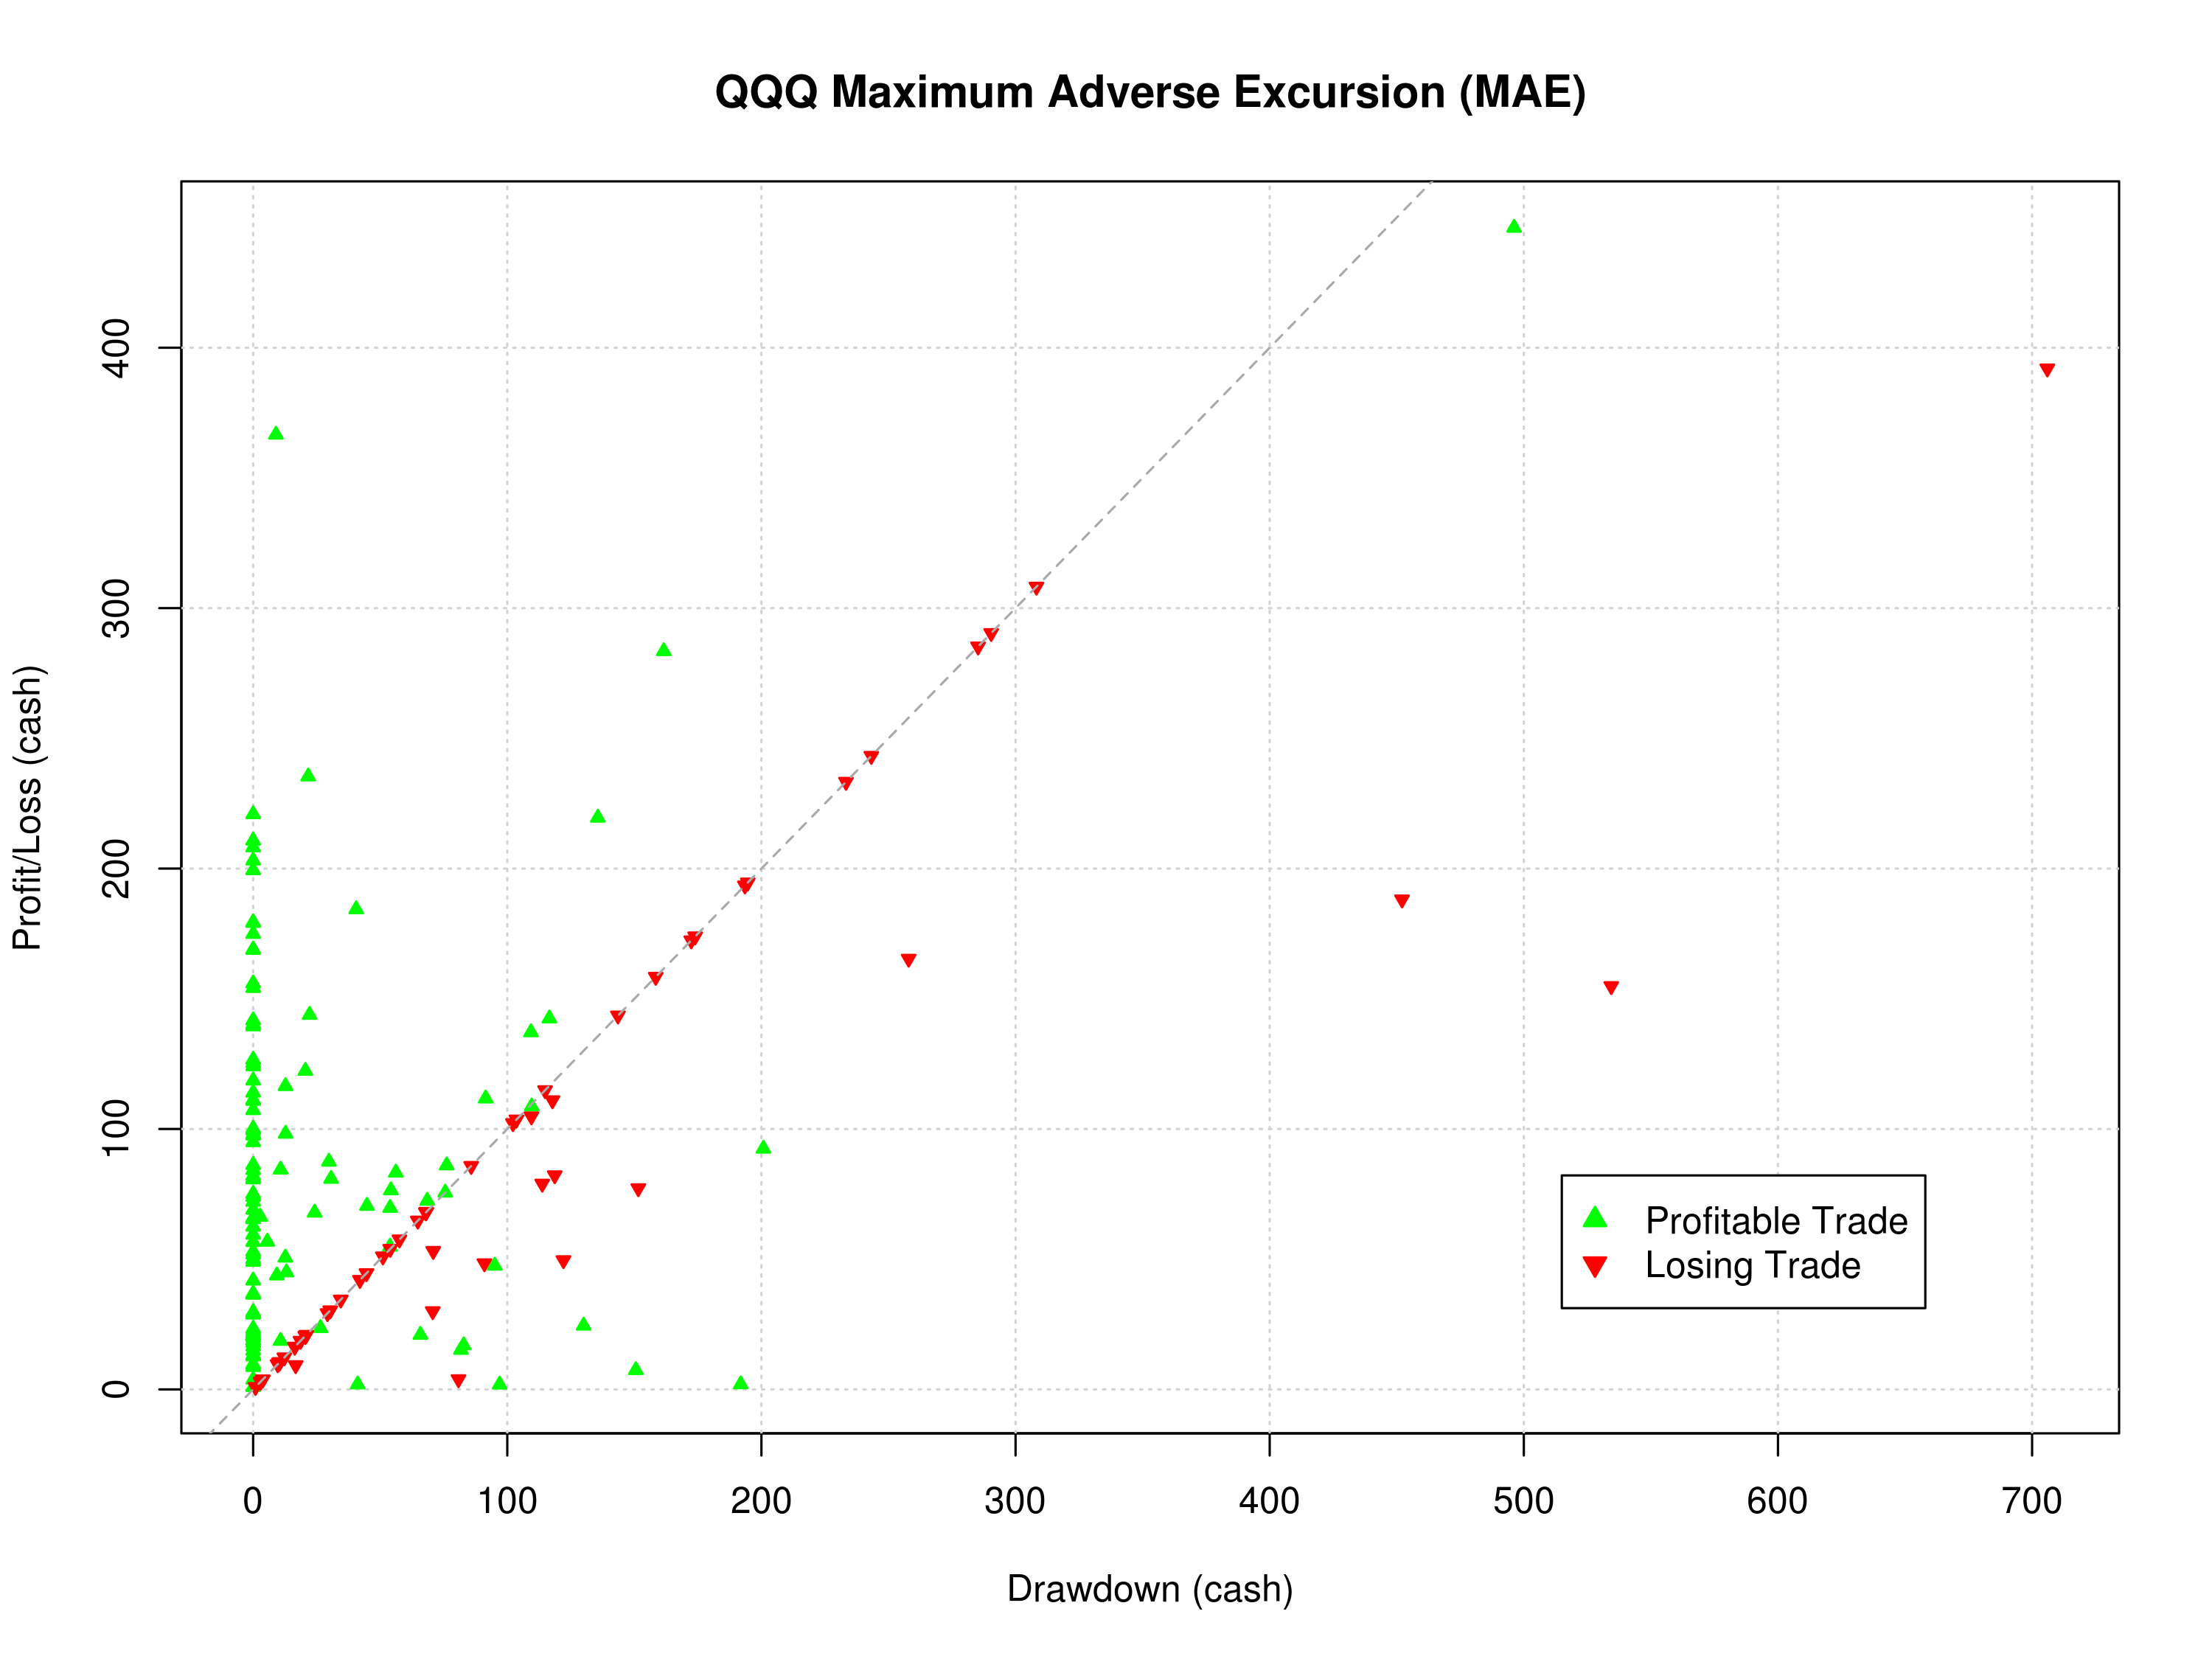 QQQ Maximum Adverse Excursion (MAE)
Profit/Loss (cash)
400
300
200
100
0
Profitable Trade
Losing Trade
0 100 200 300 400 500 600 700
Drawdown (cash)